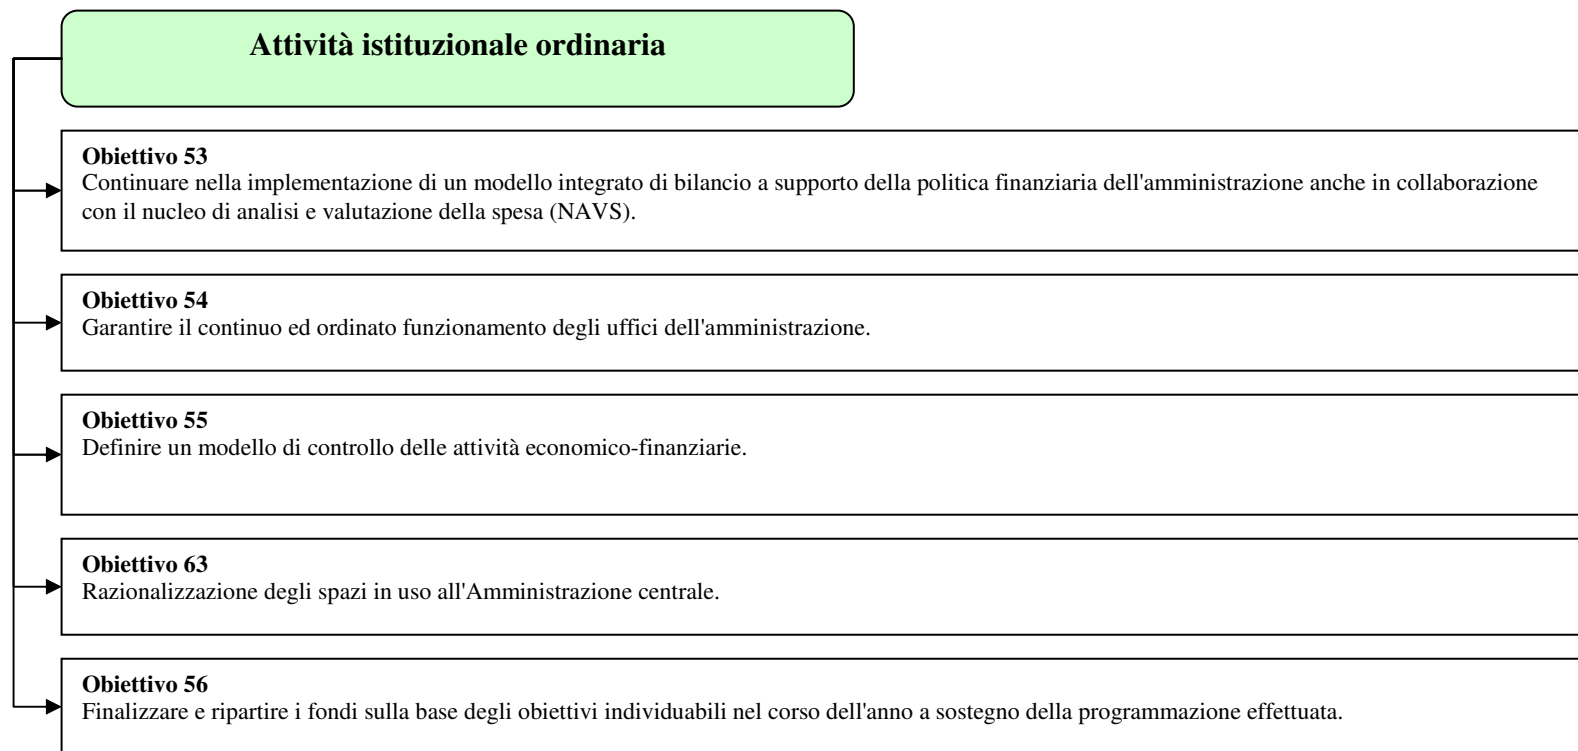 Attività istituzionale ordinaria
Obiettivo 53
Continuare nella implementazione di un modello integrato di bilancio a supporto della politica finanziaria dell'amministrazione anche in collaborazione
con il nucleo di analisi e valutazione della spesa (NAVS).
Obiettivo 54
Garantire il continuo ed ordinato funzionamento degli uffici dell'amministrazione.
Obiettivo 55
Definire un modello di controllo delle attività economico-finanziarie.
Obiettivo 63
Razionalizzazione degli spazi in uso all'Amministrazione centrale.
Obiettivo 56
Finalizzare e ripartire i fondi sulla base degli obiettivi individuabili nel corso dell'anno a sostegno della programmazione effettuata.